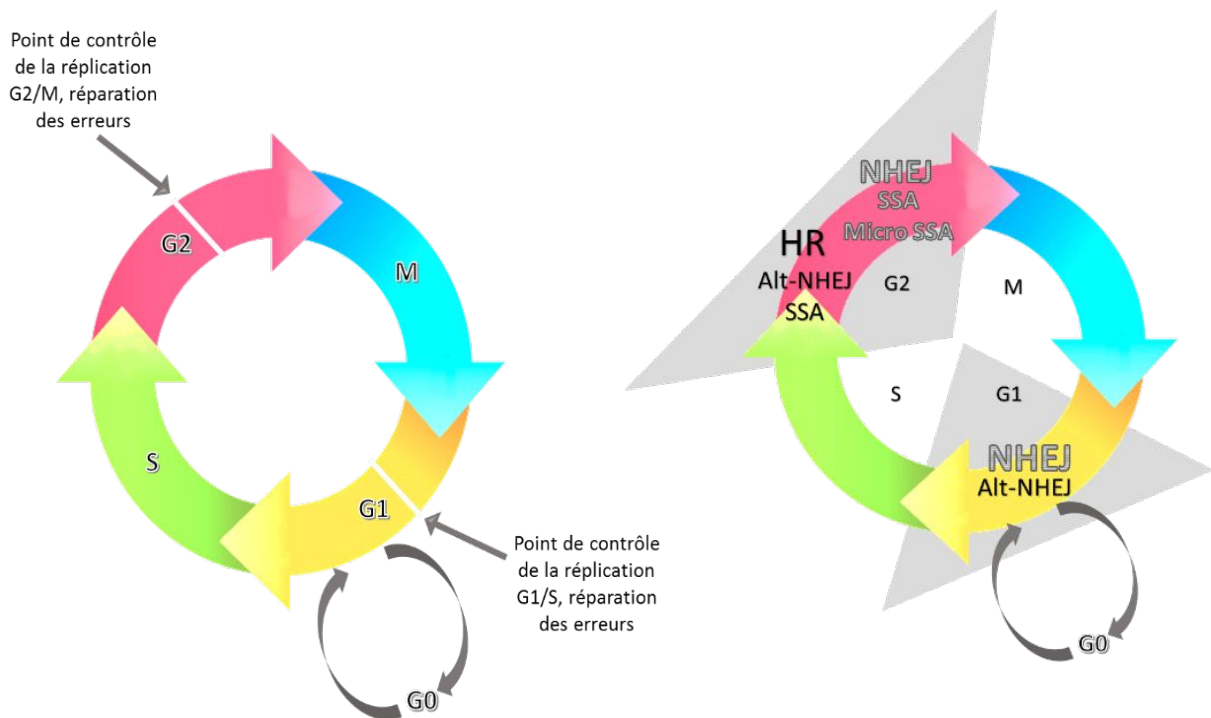 Point de contrôle
de la réplication
G2/M, réparation
des erreurs
G2
M
S
G1
Point de contrôle
de la réplication
G1/S, réparation
des erreurs
G0
NHEJ
SSA
Micro SSA
HR
Alt-NHEJ
SSA
G2
M
S
G1
NHEJ
Alt-NHEJ
G0